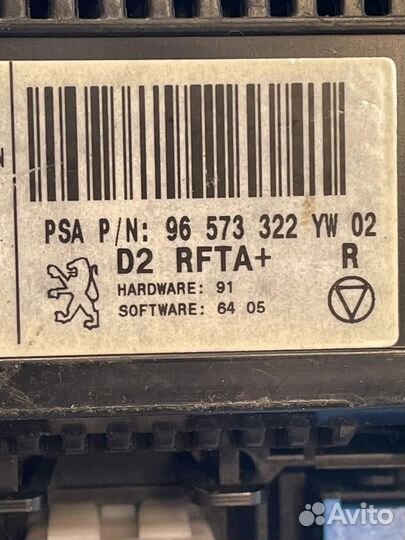 N
PSA P/N: 96 573 322 YW 02
D2 RFTA+ R
HARDWARE: 91
SOFTWARE: 64 05
Avito